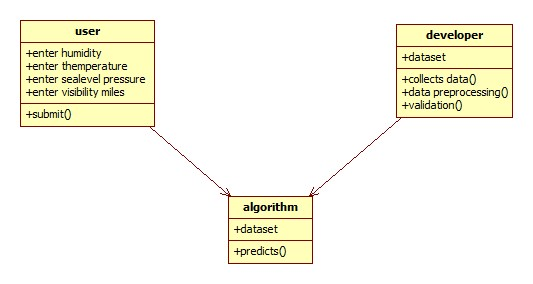 user
+enter humidity
+enter themperature
+enter sealevel pressure
+enter visibility miles
+submit()
developer
+dataset
+collects data()
+data preprocessing()
+validation()
algorithm
+dataset
+predicts()